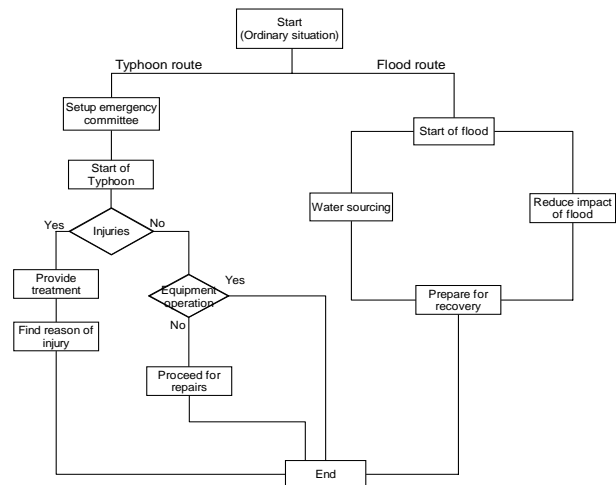 Start
(Ordinary situation)
Typhoon route
Flood route
Setup emergency
committee
Start of flood
Start of
Typhoon
Water sourcing
Reduce impact
of flood
Yes
No
Injuries
Provide
treatment
Equipment
operation
Yes
Prepare for
recovery
No
Find reason of
injury
Proceed for
repairs
End